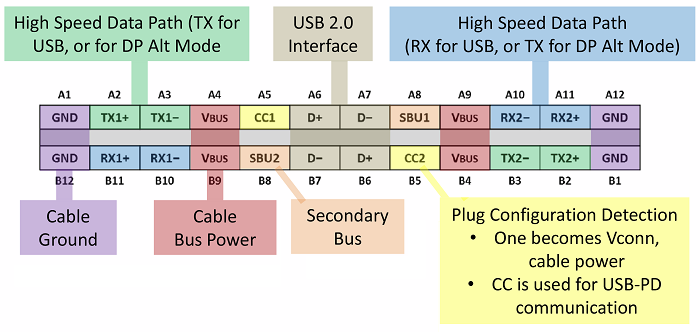 High Speed Data Path (TX for
USB, or for DP Alt Mode
USB 2.0
Interface
High Speed Data Path
(RX for USB, or TX for DP Alt Mode)
A1 A2 A3 A4 A5 A6 A7 A8 A9 A10 A11 A12
GND TX1+ TX1− VBUS CC1 D+ D− SBU1 VBUS RX2− RX2+ GND
GND RX1+ RX1− VBUS SBU2 D− D+ CC2 VBUS TX2− TX2+ GND
B12 B11 B10 B9 B8 B7 B6 B5 B4 B3 B2 B1
Cable
Ground
Cable
Bus Power
Secondary
Bus
Plug Configuration Detection
• One becomes Vconn,
cable power
• CC is used for USB-PD
communication